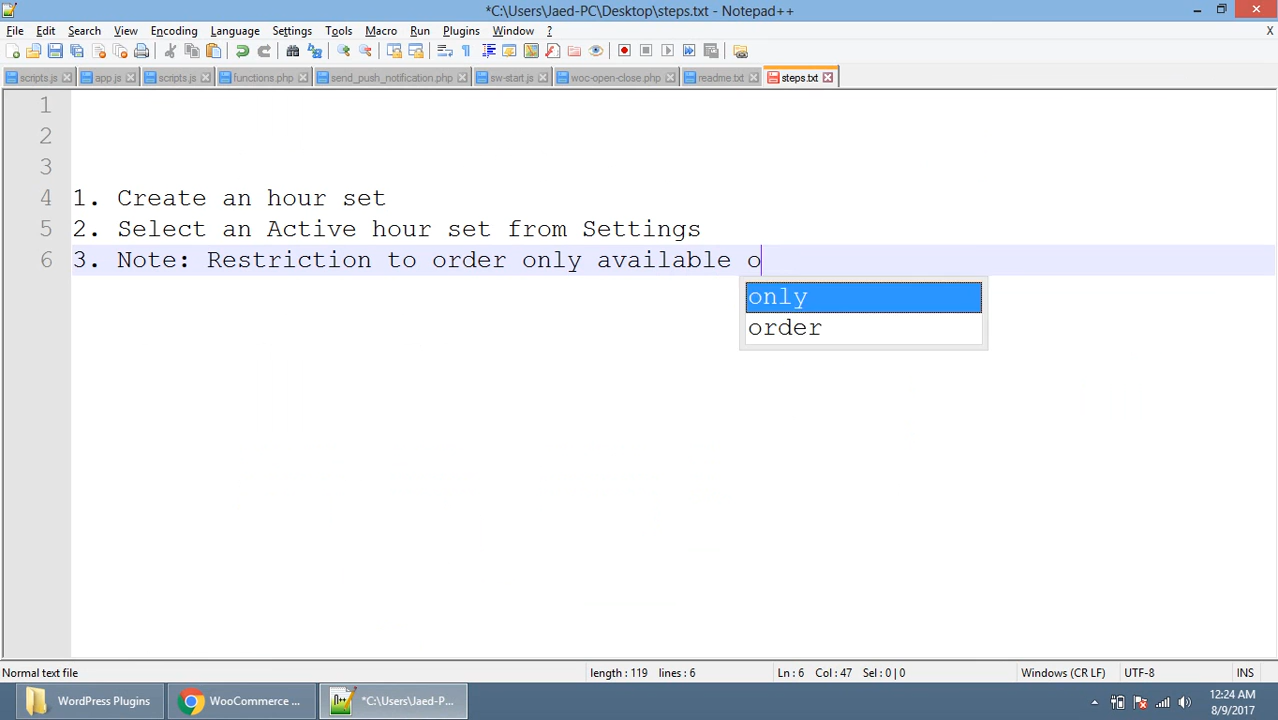 *C:\Users\Jaed-PC\Desktop\steps.txt - Notepad++
File Edit Search View Encoding Language Settings Tools Macro Run Plugins Window ? X
scripts.js app.js scripts.js functions.php send_push_notification.php sw-start.js woc-open-close.php readme.txt steps.txt
1
2
3
4 1. Create an hour set
5 2. Select an Active hour set from Settings
6 3. Note: Restriction to order only available o
only
order
Normal text file length : 119 lines : 6 Ln : 6 Col : 47 Sel : 0 | 0 Windows (CR LF) UTF-8 INS
WordPress Plugins WooCommerce ... *C:\Users\Jaed-P... 12:24 AM
8/9/2017